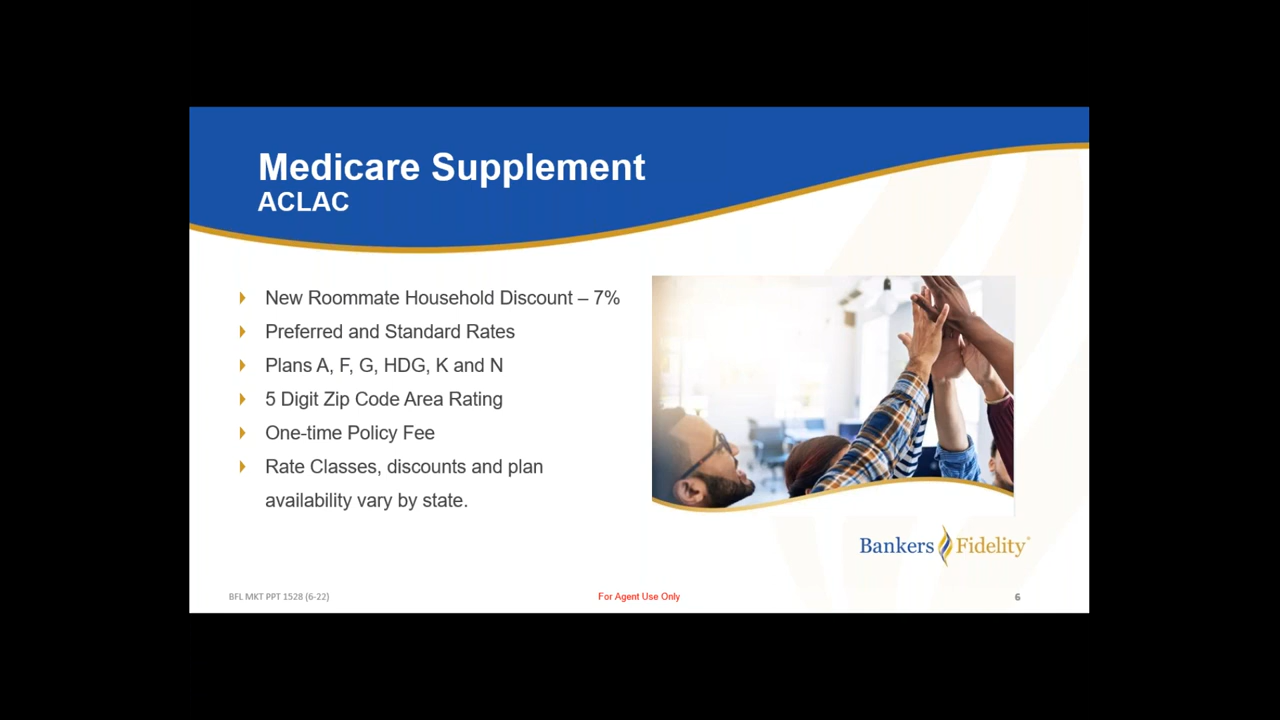 Medicare Supplement
ACLAC
New Roommate Household Discount – 7%
Preferred and Standard Rates
Plans A, F, G, HDG, K and N
5 Digit Zip Code Area Rating
One-time Policy Fee
Rate Classes, discounts and plan
availability vary by state.
Bankers Fidelity®
BFL MKT PPT 1528 (6-22)
For Agent Use Only
6